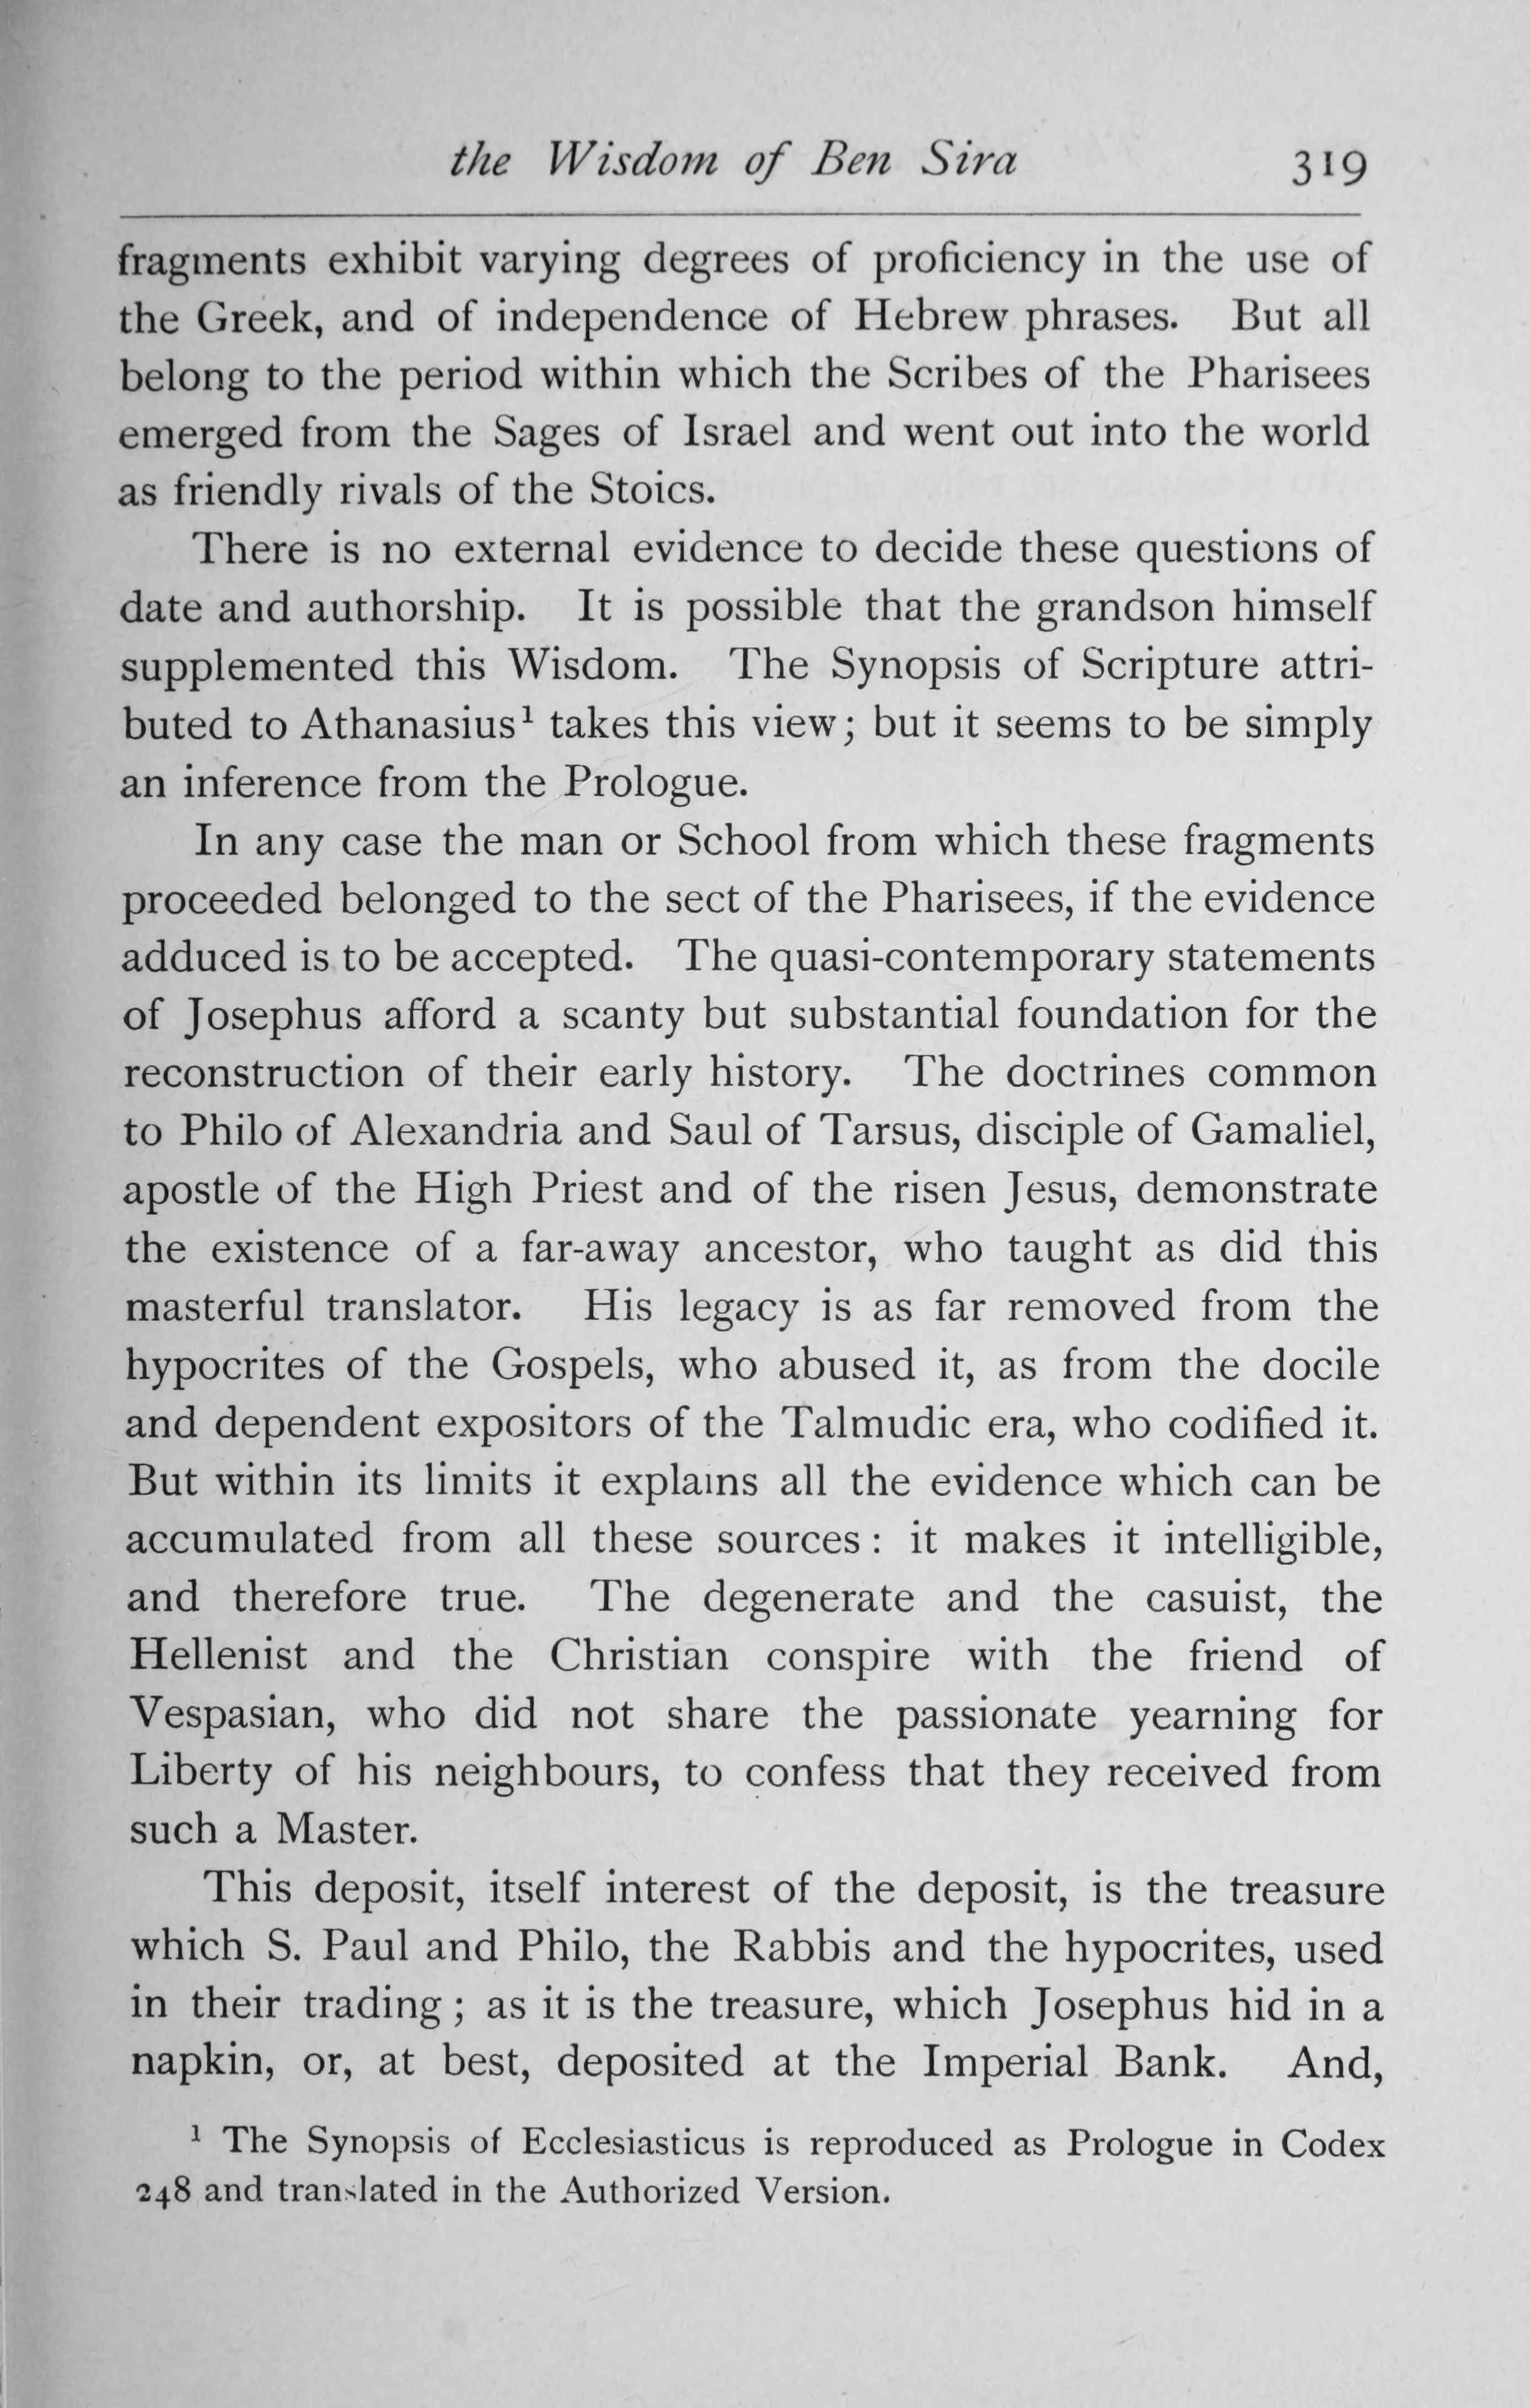 the Wisdom of Ben Sira 319
fragments exhibit varying degrees of proficiency in the use of
the Greek, and of independence of Hebrew phrases. But all
belong to the period within which the Scribes of the Pharisees
emerged from the Sages of Israel and went out into the world
as friendly rivals of the Stoics.
There is no external evidence to decide these questions of
date and authorship. It is possible that the grandson himself
supplemented this Wisdom. The Synopsis of Scripture attri-
buted to Athanasius¹ takes this view; but it seems to be simply
an inference from the Prologue.
In any case the man or School from which these fragments
proceeded belonged to the sect of the Pharisees, if the evidence
adduced is to be accepted. The quasi-contemporary statements
of Josephus afford a scanty but substantial foundation for the
reconstruction of their early history. The doctrines common
to Philo of Alexandria and Saul of Tarsus, disciple of Gamaliel,
apostle of the High Priest and of the risen Jesus, demonstrate
the existence of a far-away ancestor, who taught as did this
masterful translator. His legacy is as far removed from the
hypocrites of the Gospels, who abused it, as from the docile
and dependent expositors of the Talmudic era, who codified it.
But within its limits it explains all the evidence which can be
accumulated from all these sources: it makes it intelligible,
and therefore true. The degenerate and the casuist, the
Hellenist and the Christian conspire with the friend of
Vespasian, who did not share the passionate yearning for
Liberty of his neighbours, to confess that they received from
such a Master.
This deposit, itself interest of the deposit, is the treasure
which S. Paul and Philo, the Rabbis and the hypocrites, used
in their trading; as it is the treasure, which Josephus hid in a
napkin, or, at best, deposited at the Imperial Bank. And,
¹ The Synopsis of Ecclesiasticus is reproduced as Prologue in Codex
248 and translated in the Authorized Version.